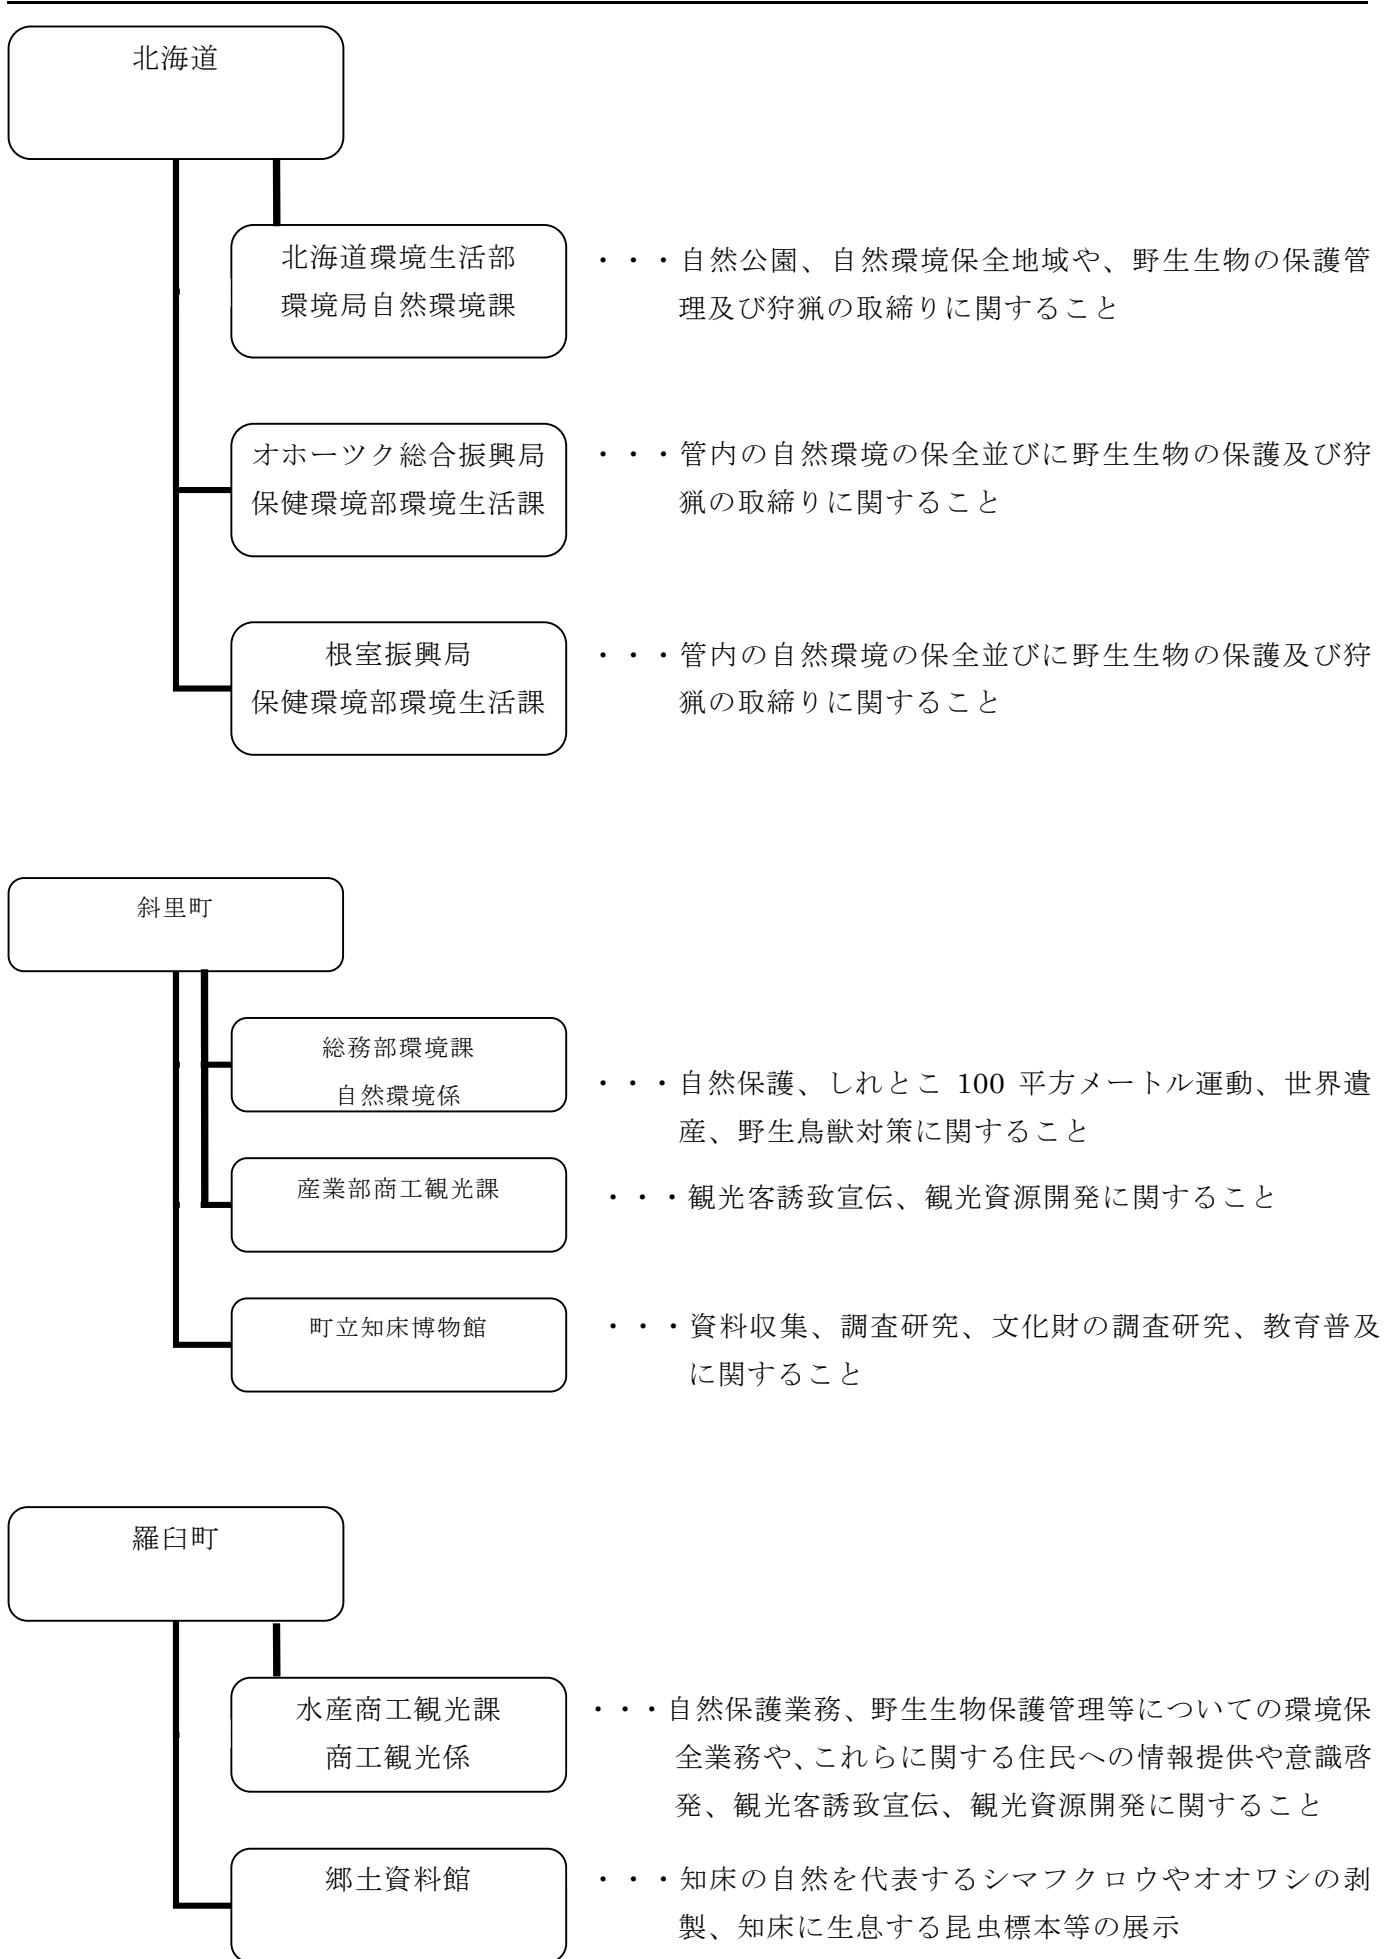 北海道
北海道環境生活部
環境局自然環境課
・・・自然公園、自然環境保全地域や、野生生物の保護管
理及び狩猟の取締りに関すること
オホーツク総合振興局
保健環境部環境生活課
・・・管内の自然環境の保全並びに野生生物の保護及び狩
猟の取締りに関すること
根室振興局
保健環境部環境生活課
・・・管内の自然環境の保全並びに野生生物の保護及び狩
猟の取締りに関すること
斜里町
総務部環境課
自然環境係
・・・自然保護、しれとこ 100 平方メートル運動、世界遺
産、野生鳥獣対策に関すること
産業部商工観光課
・・・観光客誘致宣伝、観光資源開発に関すること
町立知床博物館
・・・資料収集、調査研究、文化財の調査研究、教育普及
に関すること
羅臼町
水産商工観光課
商工観光係
・・・自然保護業務、野生生物保護管理等についての環境保
全業務や、これらに関する住民への情報提供や意識啓
発、観光客誘致宣伝、観光資源開発に関すること
郷土資料館
・・・知床の自然を代表するシマフクロウやオオワシの剥
製、知床に生息する昆虫標本等の展示